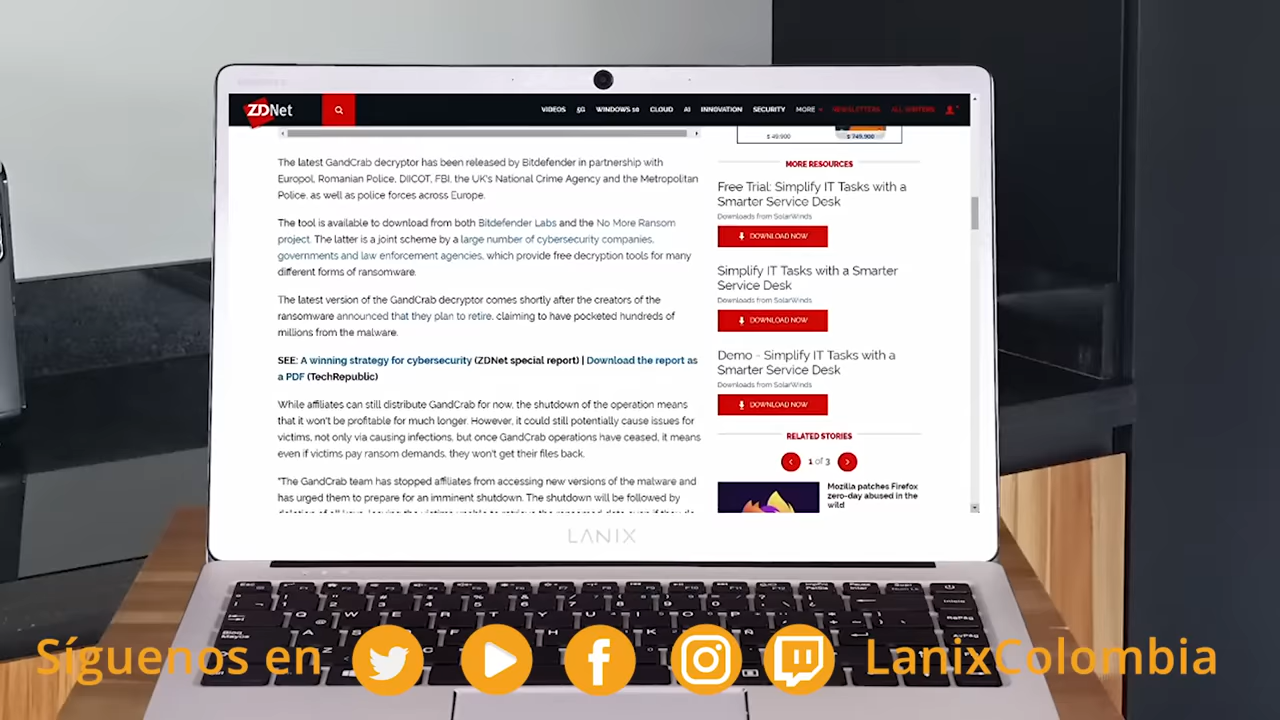 ZDNet
VIDEOS 5G WINDOWS 10 CLOUD AI INNOVATION SECURITY MORE NEWSLETTERS ALL WRITERS
The latest GandCrab decryptor has been released by Bitdefender in partnership with
Europol, Romanian Police, DIICOT, FBI, the UK's National Crime Agency and the Metropolitan
Police, as well as police forces across Europe.
The tool is available to download from both Bitdefender Labs and the No More Ransom
project. The latter is a joint scheme by a large number of cybersecurity companies,
governments and law enforcement agencies, which provide free decryption tools for many
different forms of ransomware.
The latest version of the GandCrab decryptor comes shortly after the creators of the
ransomware announced that they plan to retire, claiming to have pocketed hundreds of
millions from the malware.
SEE: A winning strategy for cybersecurity (ZDNet special report) | Download the report as
a PDF (TechRepublic)
While affiliates can still distribute GandCrab for now, the shutdown of the operation means
that it won't be profitable for much longer. However, it could still potentially cause issues for
victims, not only via causing infections, but once GandCrab operations have ceased, it means
even if victims pay ransom demands, they won't get their files back.
"The GandCrab team has stopped affiliates from accessing new versions of the malware and
has urged them to prepare for an imminent shutdown. The shutdown will be followed by
$ 49.900
$ 749.900
MORE RESOURCES
Free Trial: Simplify IT Tasks with a
Smarter Service Desk
Downloads from SolarWinds
DOWNLOAD NOW
Simplify IT Tasks with a Smarter
Service Desk
Downloads from SolarWinds
DOWNLOAD NOW
Demo - Simplify IT Tasks with a
Smarter Service Desk
Downloads from SolarWinds
DOWNLOAD NOW
RELATED STORIES
1 of 3
Mozilla patches Firefox
zero-day abused in the
wild
LANIX
Síguenos en
LanixColombia